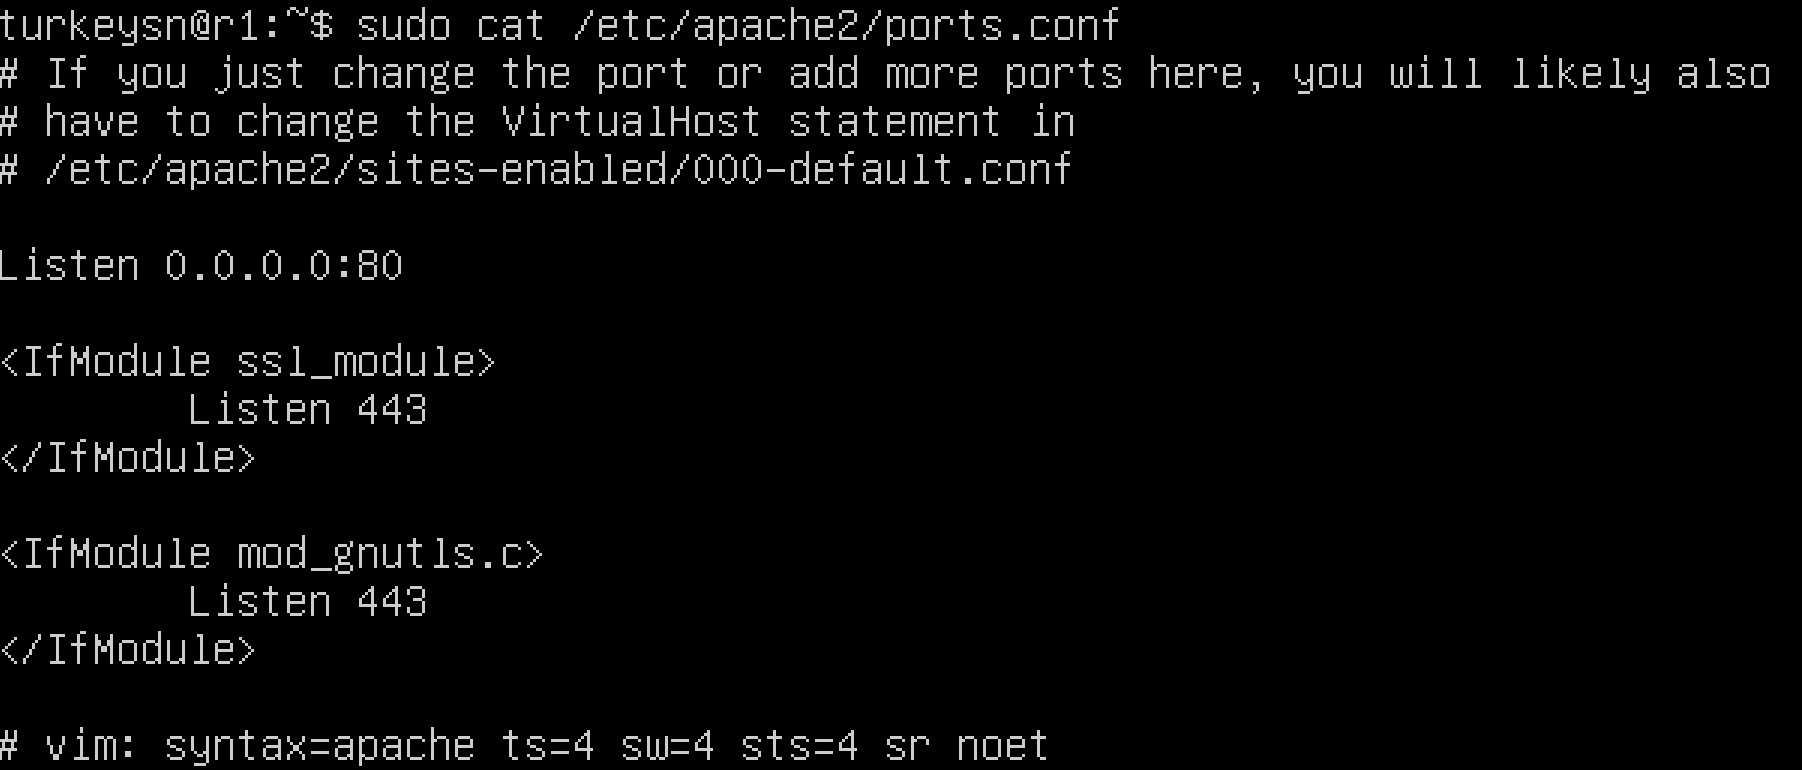 turkeysn@r1:~$ sudo cat /etc/apache2/ports.conf
# If you just change the port or add more ports here, you will likely also
# have to change the VirtualHost statement in
# /etc/apache2/sites-enabled/000-default.conf

Listen 0.0.0.0:80

<IfModule ssl_module>
        Listen 443
</IfModule>

<IfModule mod_gnutls.c>
        Listen 443
</IfModule>

# vim: syntax=apache ts=4 sw=4 sts=4 sr noet